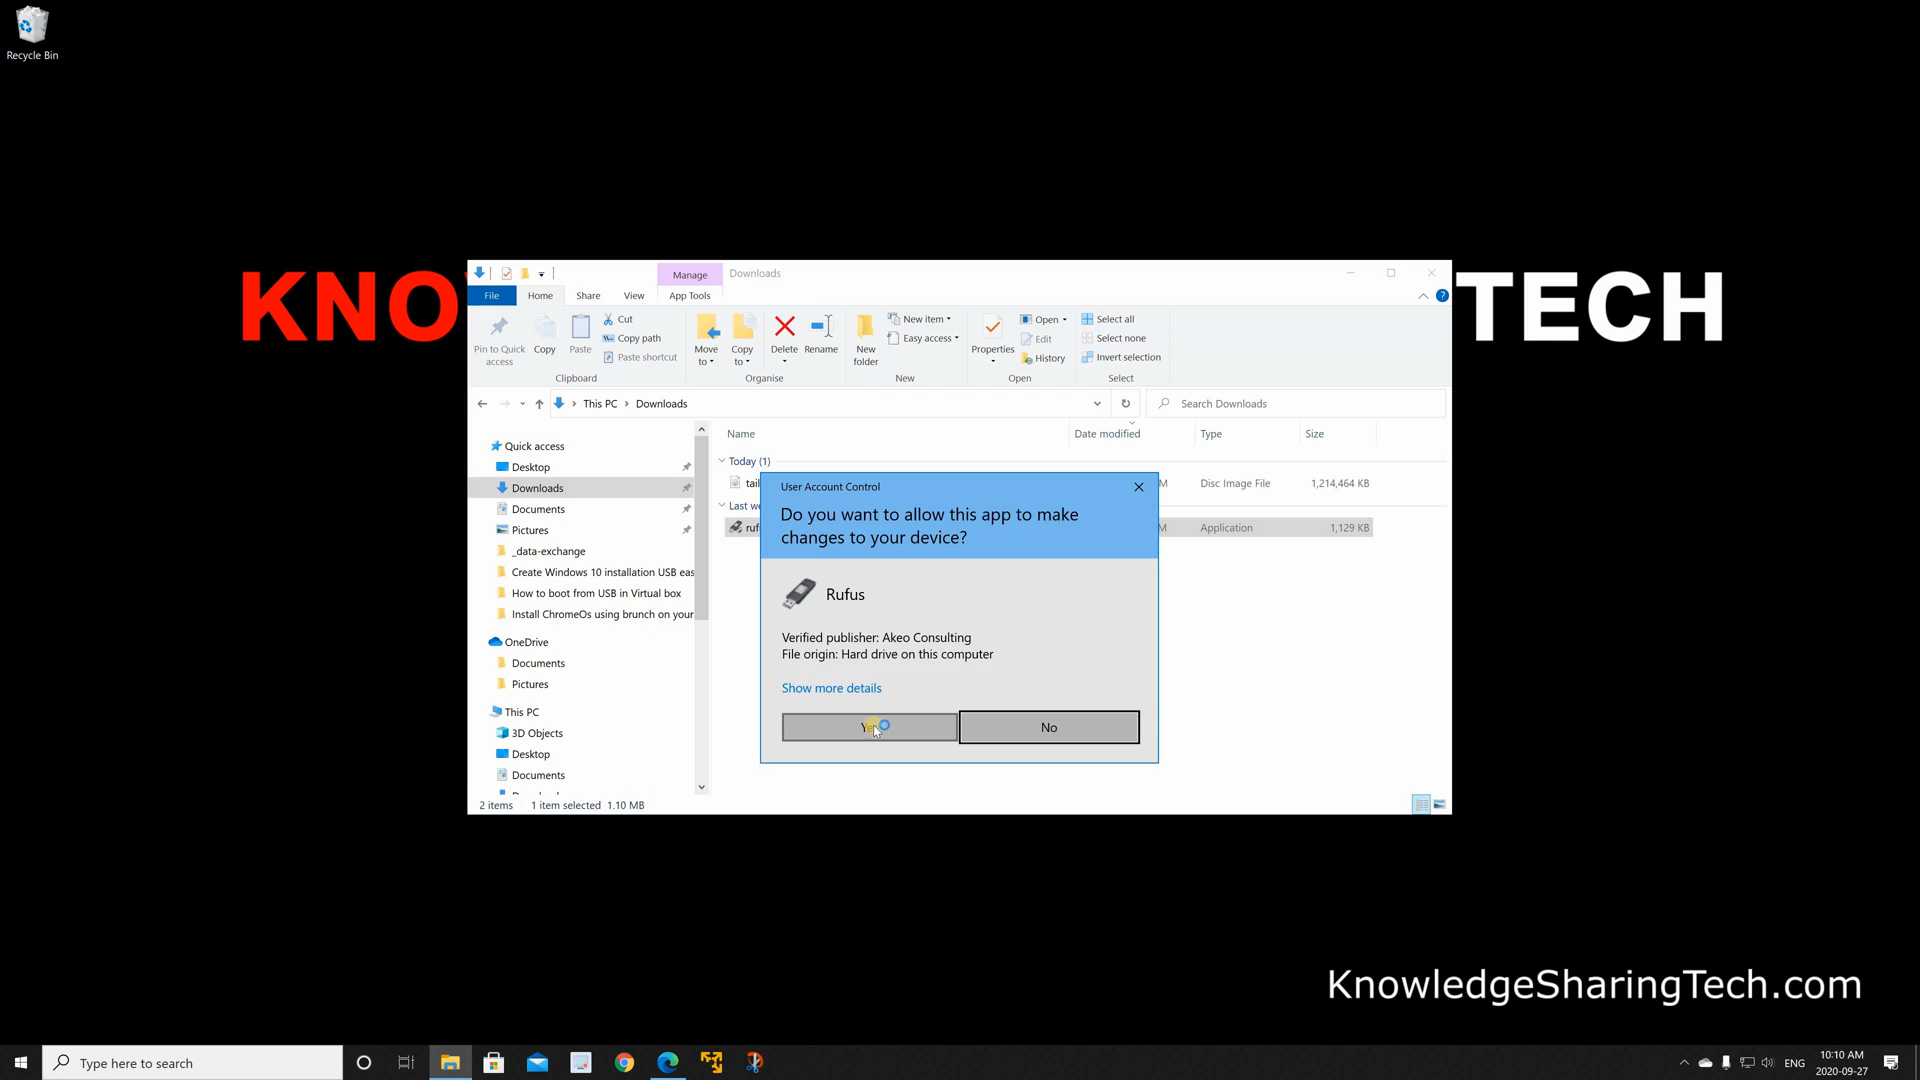 Recycle Bin
KNO
TECH
Manage
Downloads
File
Home
Share
View
App Tools
Pin to Quick access
Copy
Paste
Cut
Copy path
Paste shortcut
Clipboard
Move to
Copy to
Delete
Rename
Organise
New folder
New item
Easy access
New
Properties
Open
Edit
History
Open
Select all
Select none
Invert selection
Select
This PC
Downloads
Search Downloads
Quick access
Desktop
Downloads
Documents
Pictures
_data-exchange
Create Windows 10 installation USB eas
How to boot from USB in Virtual box
Install ChromeOs using brunch on your
OneDrive
Documents
Pictures
This PC
3D Objects
Desktop
Documents
Name
Date modified
Type
Size
Today (1)
tail
M
Disc Image File
1,214,464 KB
Last we
ruf
M
Application
1,129 KB
User Account Control
Do you want to allow this app to make
changes to your device?
Rufus
Verified publisher: Akeo Consulting
File origin: Hard drive on this computer
Show more details
No
2 items
1 item selected 1.10 MB
KnowledgeSharingTech.com
Type here to search
ENG
10:10 AM
2020-09-27